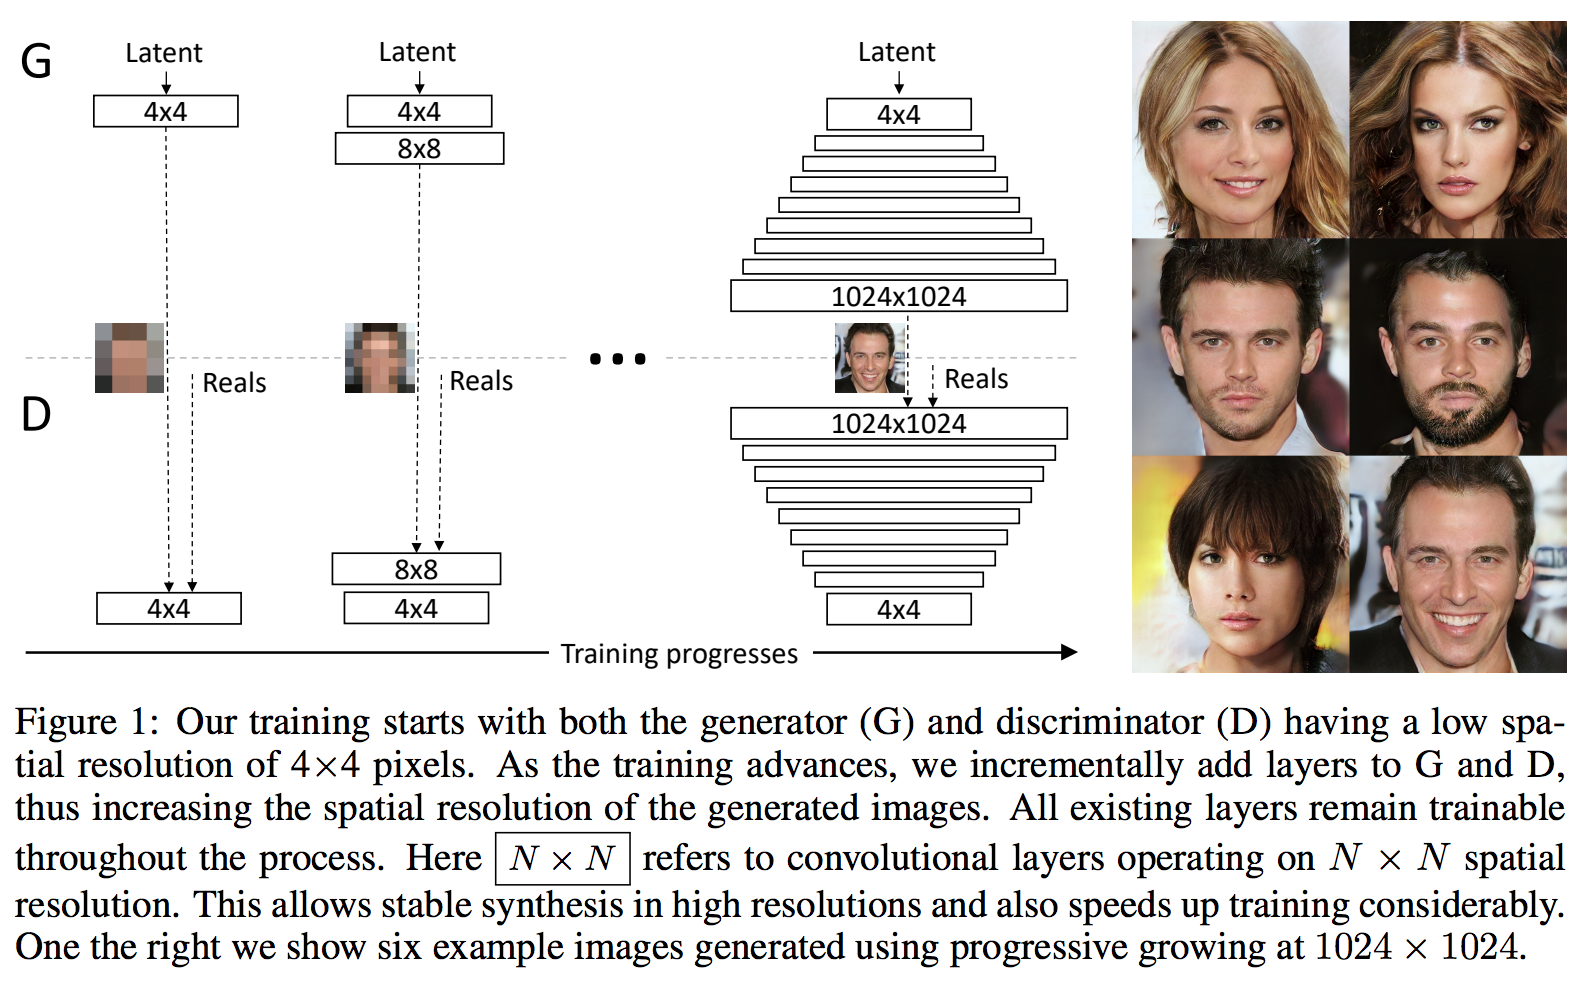 G
Latent
4x4
Latent
4x4
8x8
Latent
4x4
1024x1024
Reals
Reals
Reals
D
4x4
8x8
4x4
1024x1024
4x4
Training progresses
Figure 1: Our training starts with both the generator (G) and discriminator (D) having a low spa-
tial resolution of 4×4 pixels. As the training advances, we incrementally add layers to G and D,
thus increasing the spatial resolution of the generated images. All existing layers remain trainable
throughout the process. Here N × N refers to convolutional layers operating on N × N spatial
resolution. This allows stable synthesis in high resolutions and also speeds up training considerably.
One the right we show six example images generated using progressive growing at 1024 × 1024.